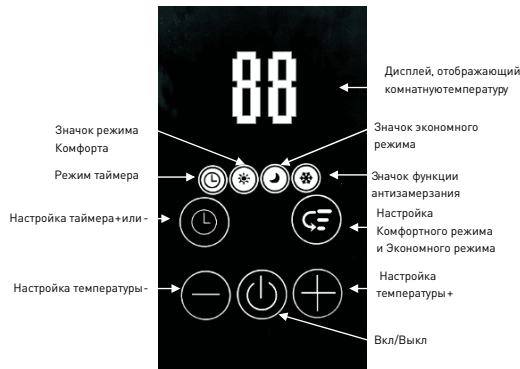 88
Дисплей, отображающий
комнатнуютемпературу
Значок режима
Комфорта
Значок экономного
режима
Режим таймера
Значок функции
антизамерзания
Настройка таймера+или-
Настройка
Комфортного режима
и Экономного режима
Настройка температуры-
Настройка
температуры+
Вкл/Выкл